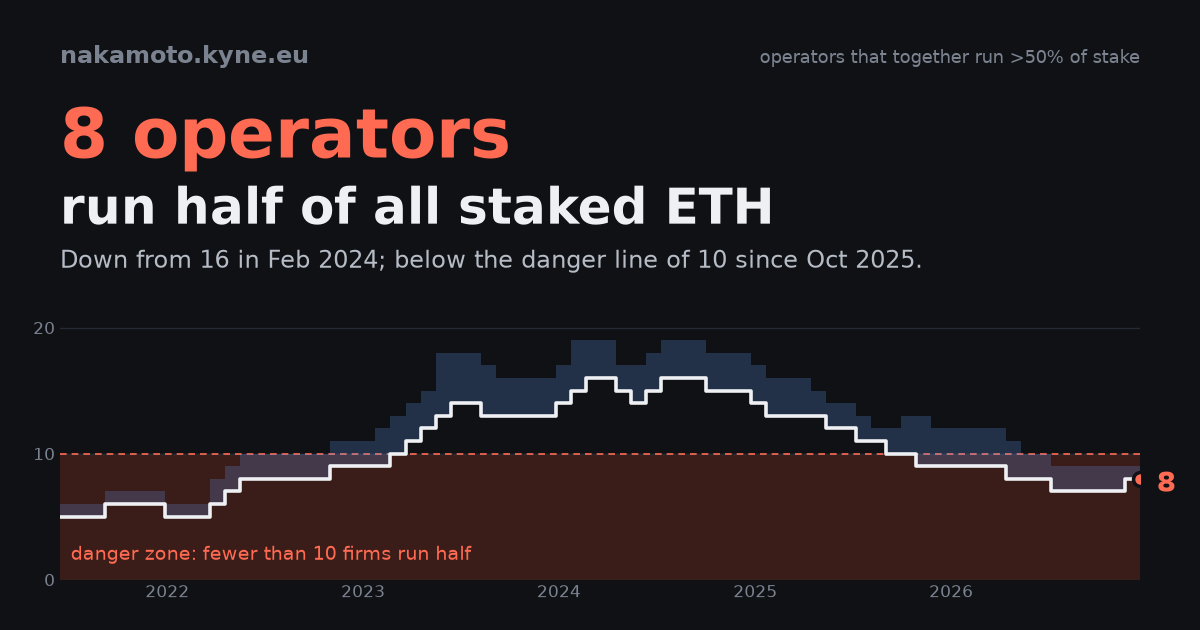 nakamoto.kyne.eu
operators that together run >50% of stake
8 operators
run half of all staked ETH
Down from 16 in Feb 2024; below the danger line of 10 since Oct 2025.
20
10
8
danger zone: fewer than 10 firms run half
0
2022
2023
2024
2025
2026